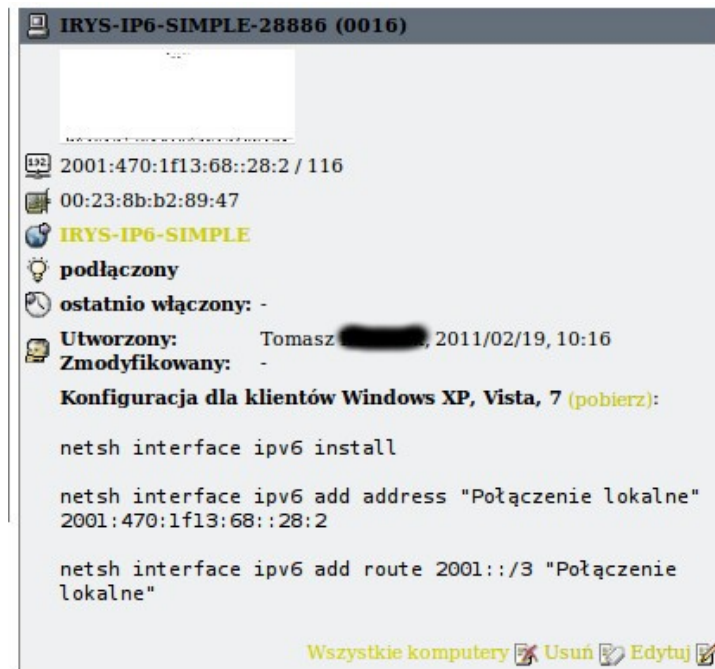 IRYS-IP6-SIMPLE-28886 (0016)
2001:470:1f13:68::28:2 / 116
00:23:8b:b2:89:47
IRYS-IP6-SIMPLE
podłączony
ostatnio włączony: -
Utworzony: Tomasz , 2011/02/19, 10:16
Zmodyfikowany: -
Konfiguracja dla klientów Windows XP, Vista, 7 (pobierz):
netsh interface ipv6 install
netsh interface ipv6 add address "Połączenie lokalne"
2001:470:1f13:68::28:2
netsh interface ipv6 add route 2001::/3 "Połączenie
lokalne"
Wszystkie komputery Usuń Edytuj